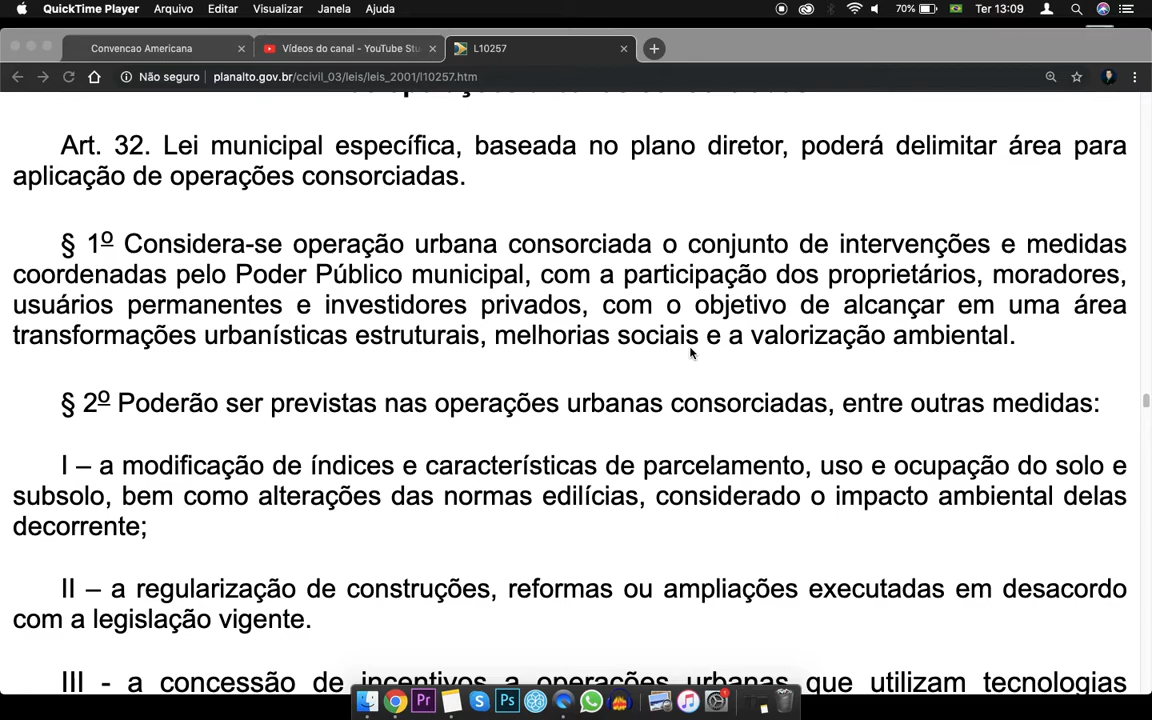 QuickTime Player Arquivo Editar Visualizar Janela Ajuda 70% Ter 13:09
Convencao Americana Vídeos do canal - YouTube Stu L10257
Não seguro planalto.gov.br/ccivil_03/leis/leis_2001/l10257.htm
Art. 32. Lei municipal específica, baseada no plano diretor, poderá delimitar área para
aplicação de operações consorciadas.
§ 1º Considera-se operação urbana consorciada o conjunto de intervenções e medidas
coordenadas pelo Poder Público municipal, com a participação dos proprietários, moradores,
usuários permanentes e investidores privados, com o objetivo de alcançar em uma área
transformações urbanísticas estruturais, melhorias sociais e a valorização ambiental.
§ 2º Poderão ser previstas nas operações urbanas consorciadas, entre outras medidas:
I – a modificação de índices e características de parcelamento, uso e ocupação do solo e
subsolo, bem como alterações das normas edilícias, considerado o impacto ambiental delas
decorrente;
II – a regularização de construções, reformas ou ampliações executadas em desacordo
com a legislação vigente.
III - a concessão de incentivos a operações urbanas que utilizam tecnologias
Pr Ps